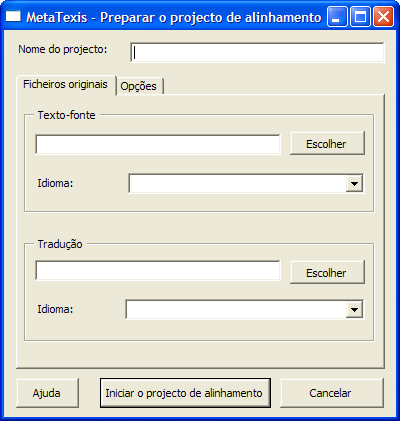 MetaTexis - Preparar o projecto de alinhamento
Nome do projecto:
Ficheiros originais Opções
Texto-fonte
Escolher
Idioma:
Tradução
Escolher
Idioma:
Ajuda Iniciar o projecto de alinhamento Cancelar